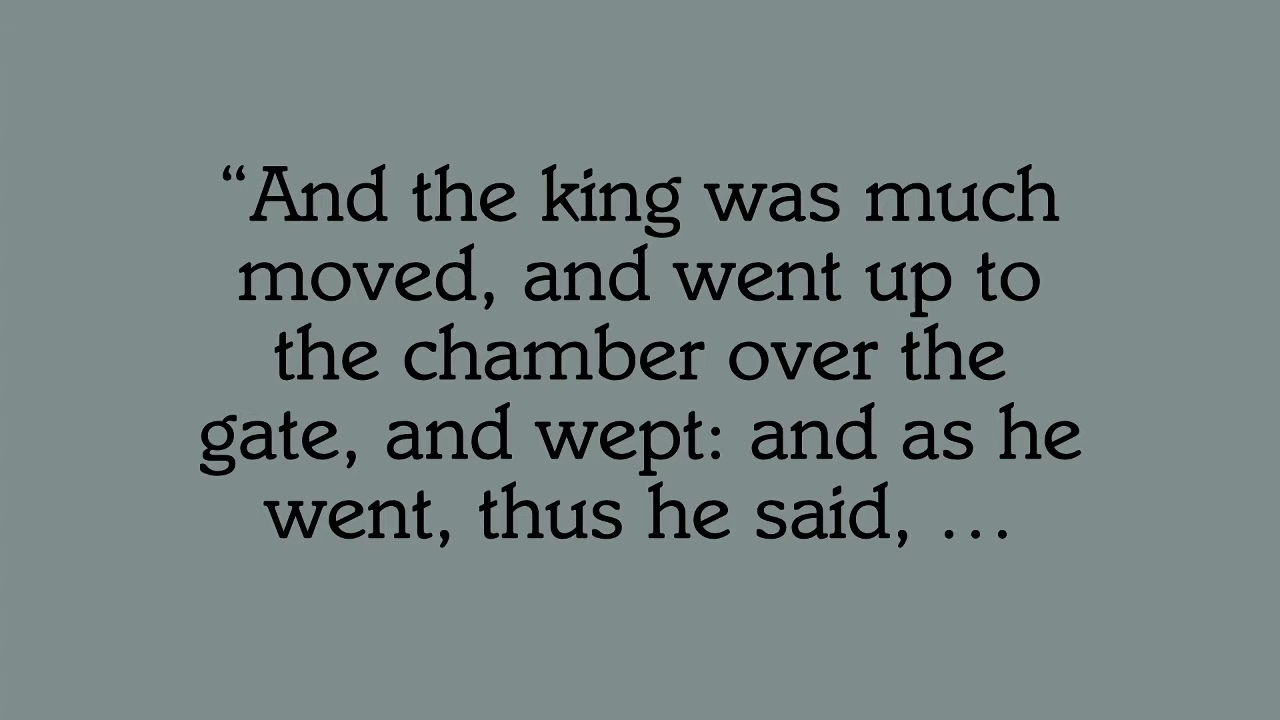 “And the king was much
moved, and went up to
the chamber over the
gate, and wept: and as he
went, thus he said, …